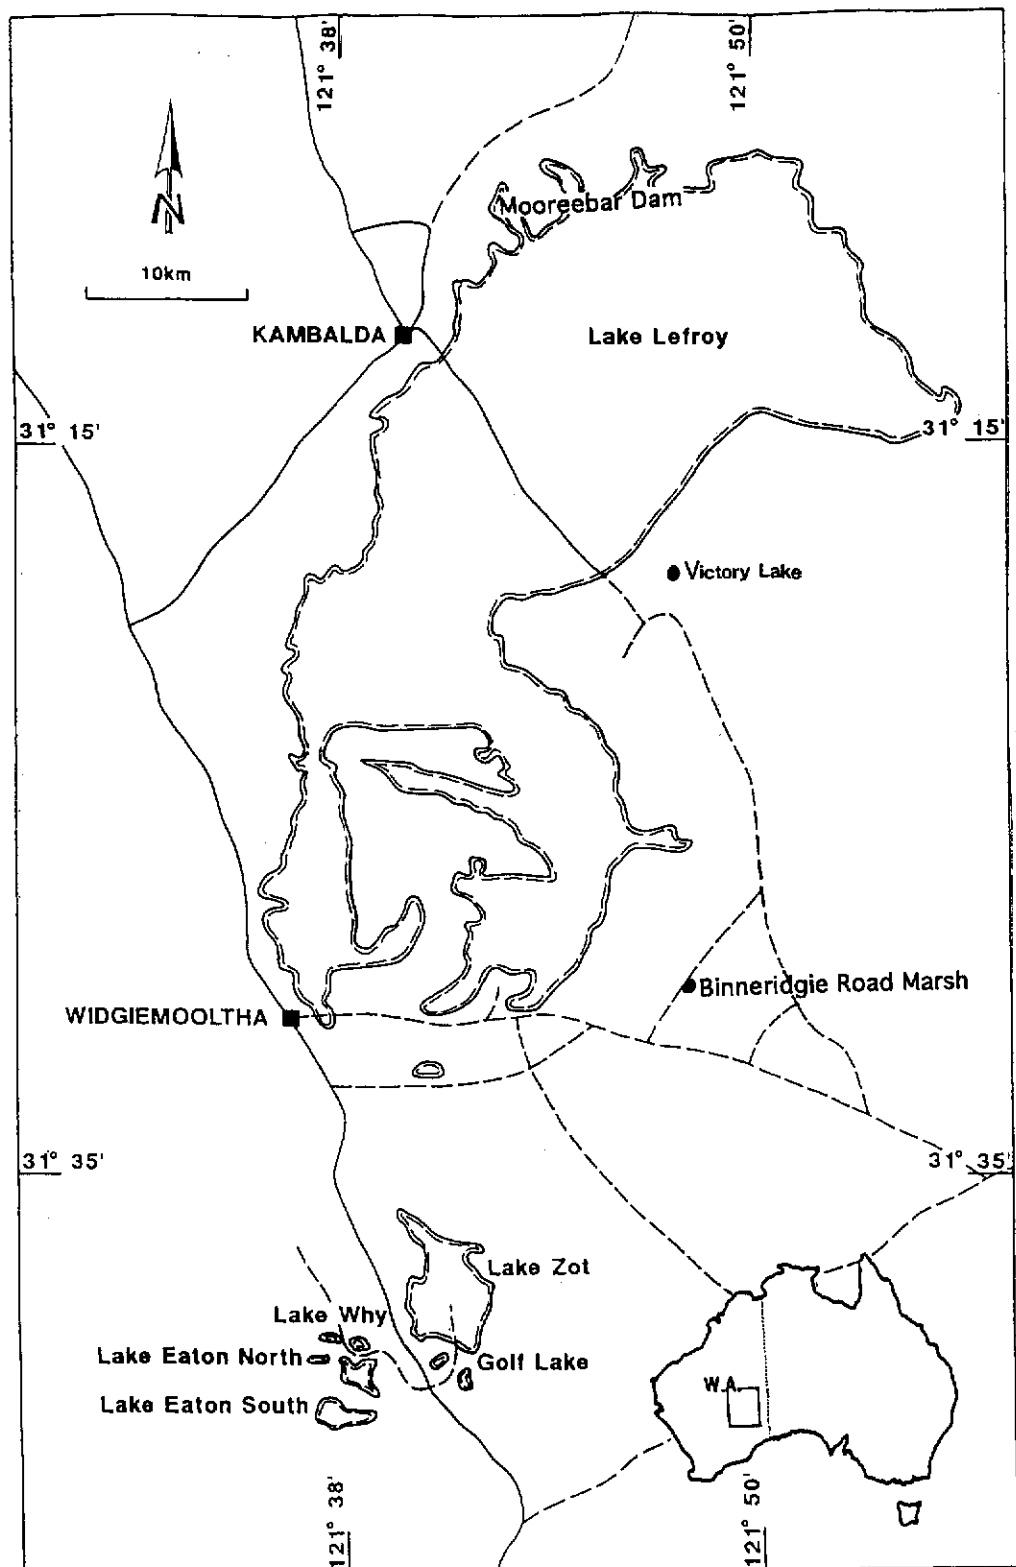 121° 38'
121° 50'
N
Mooreebar Dam
10km
KAMBALDA
Lake Lefroy
31° 15'
31° 15'
Victory Lake
Binneridgie Road Marsh
WIDGIEMOOLTHA
31° 35'
31° 35'
Lake Zot
Lake Why
Lake Eaton North
Golf Lake
Lake Eaton South
W.A.
121° 38'
121° 50'